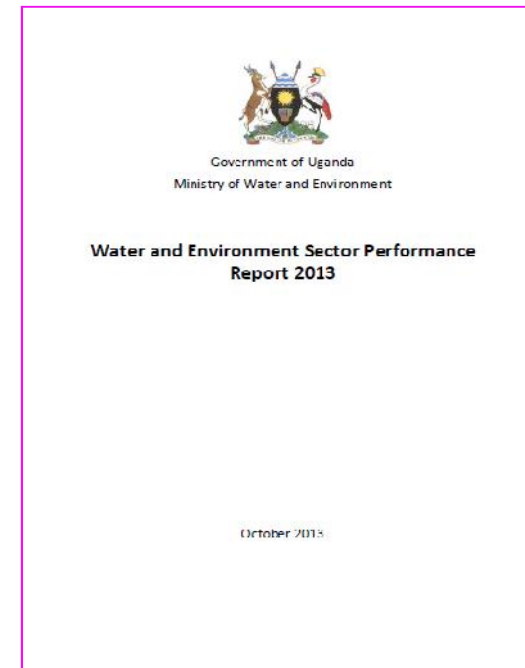 Government of Uganda
Ministry of Water and Environment
Water and Environment Sector Performance
Report 2013
October 2013